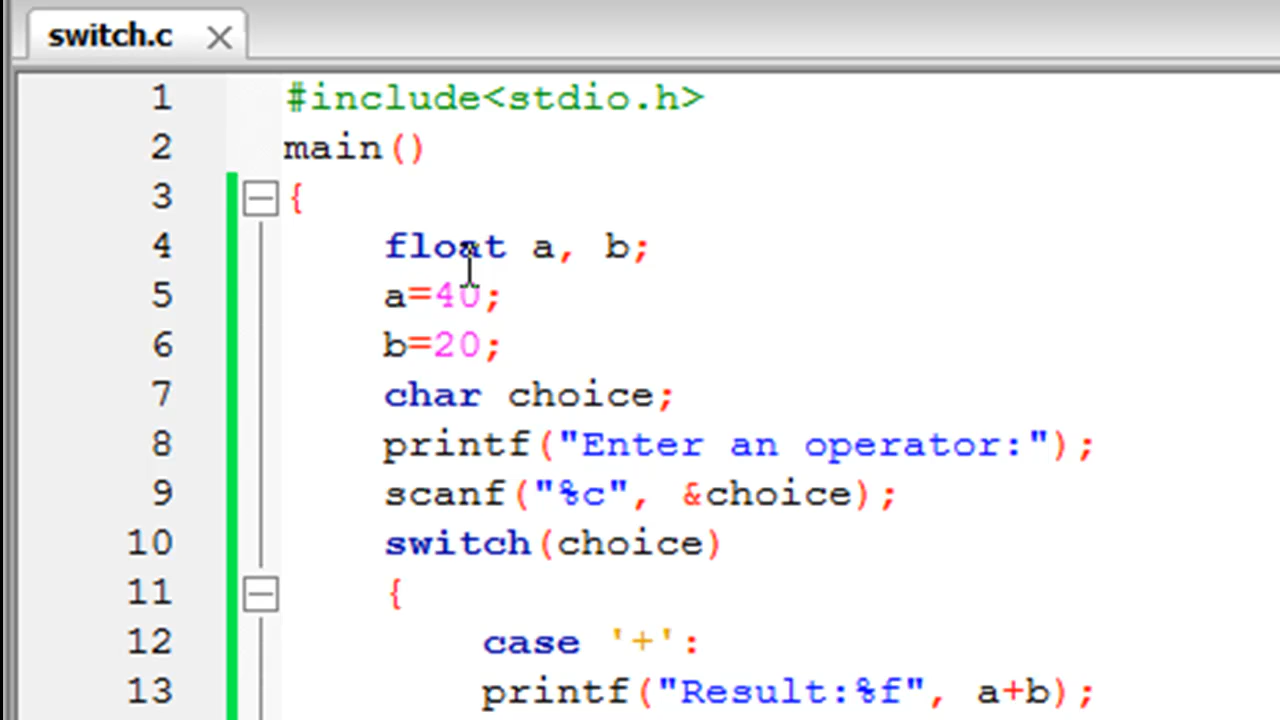 switch.c
1 #include<stdio.h>
2 main()
3 {
4 float a, b;
5 a=40;
6 b=20;
7 char choice;
8 printf("Enter an operator:");
9 scanf("%c", &choice);
10 switch(choice)
11 {
12 case '+':
13 printf("Result:%f", a+b);